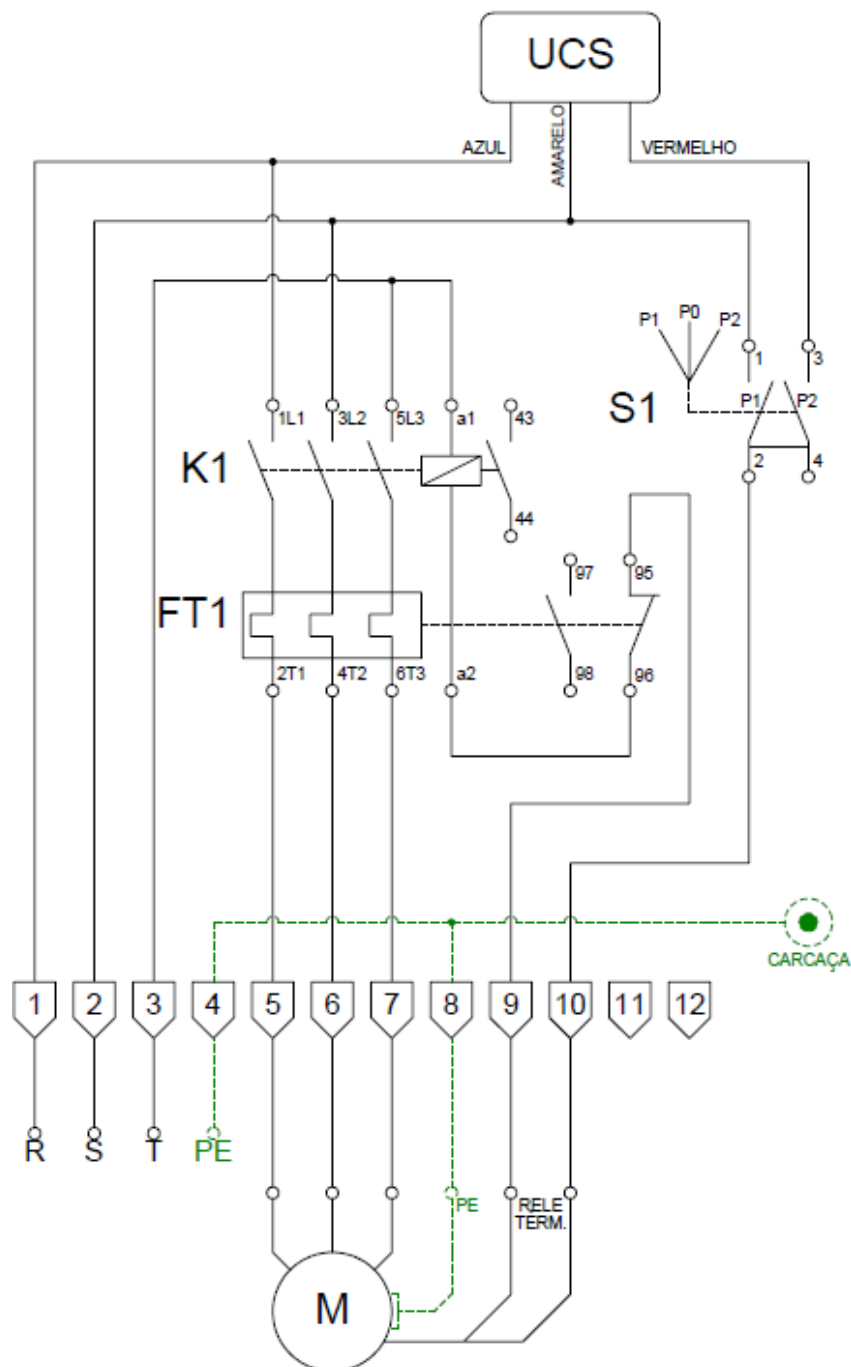 UCS
AZUL
AMARELO
VERMELHO
P1
P0
P2
S1
1
3
P1
P2
2
4
1L1
3L2
5L3
a1
43
K1
44
97
95
FT1
2T1
4T2
6T3
a2
98
96
CARCAÇA
1
2
3
4
5
6
7
8
9
10
11
12
R
S
T
PE
PE
RELE
TÈRM.
M